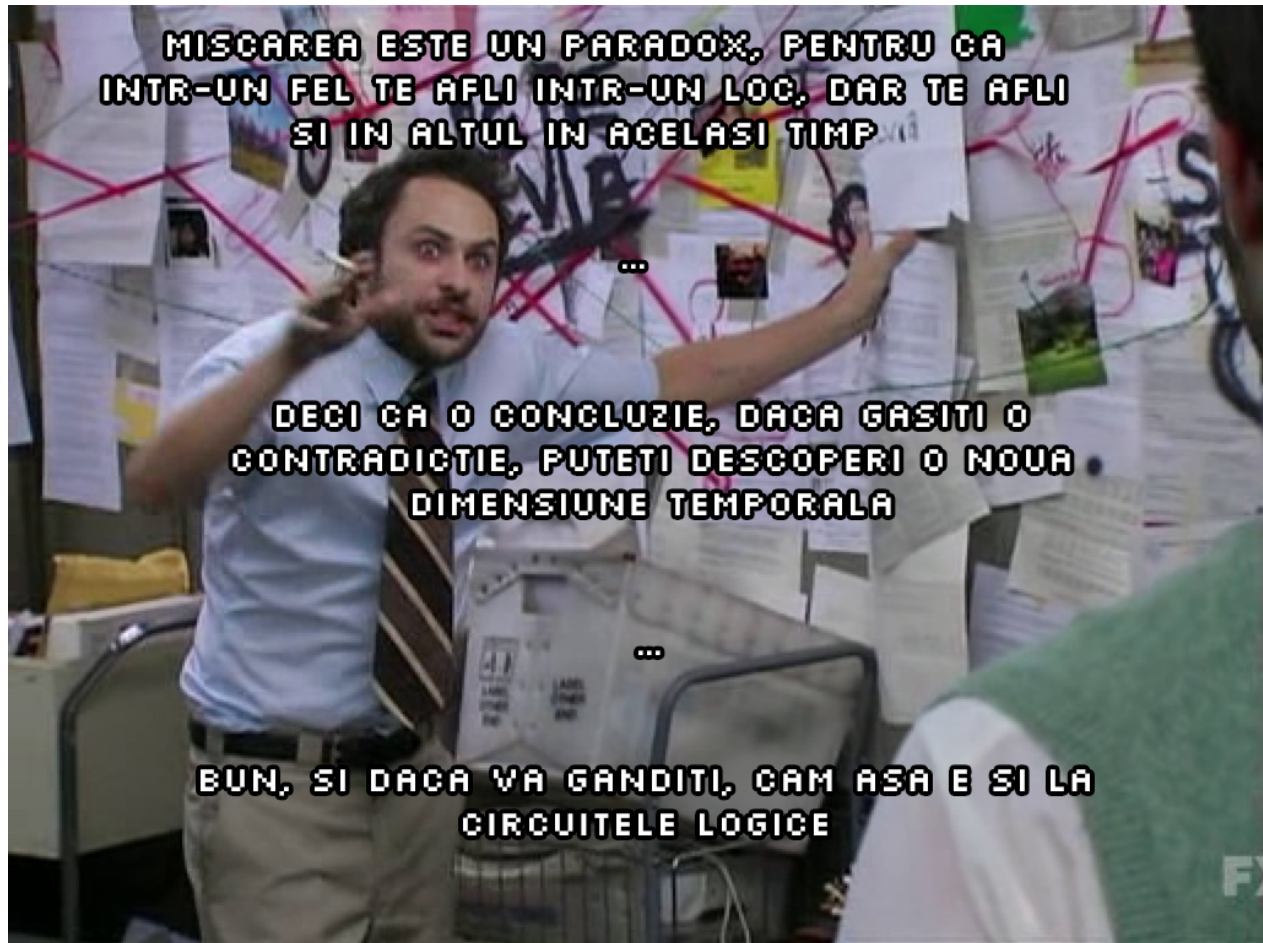 MISCAREA ESTE UN PARADOX, PENTRU CA
INTR-UN FEL TE AFLI INTR-UN LOC, DAR TE AFLI
SI IN ALTUL IN ACELASI TIMP
...
DECI CA O CONCLUZIE, DACA GASITI O
CONTRADICTIE, PUTETI DESCOPERI O NOUA
DIMENSIUNE TEMPORALA
...
BUN, SI DACA VA GANDITI, CAM ASA E SI LA
CIRCUITELE LOGICE
FX